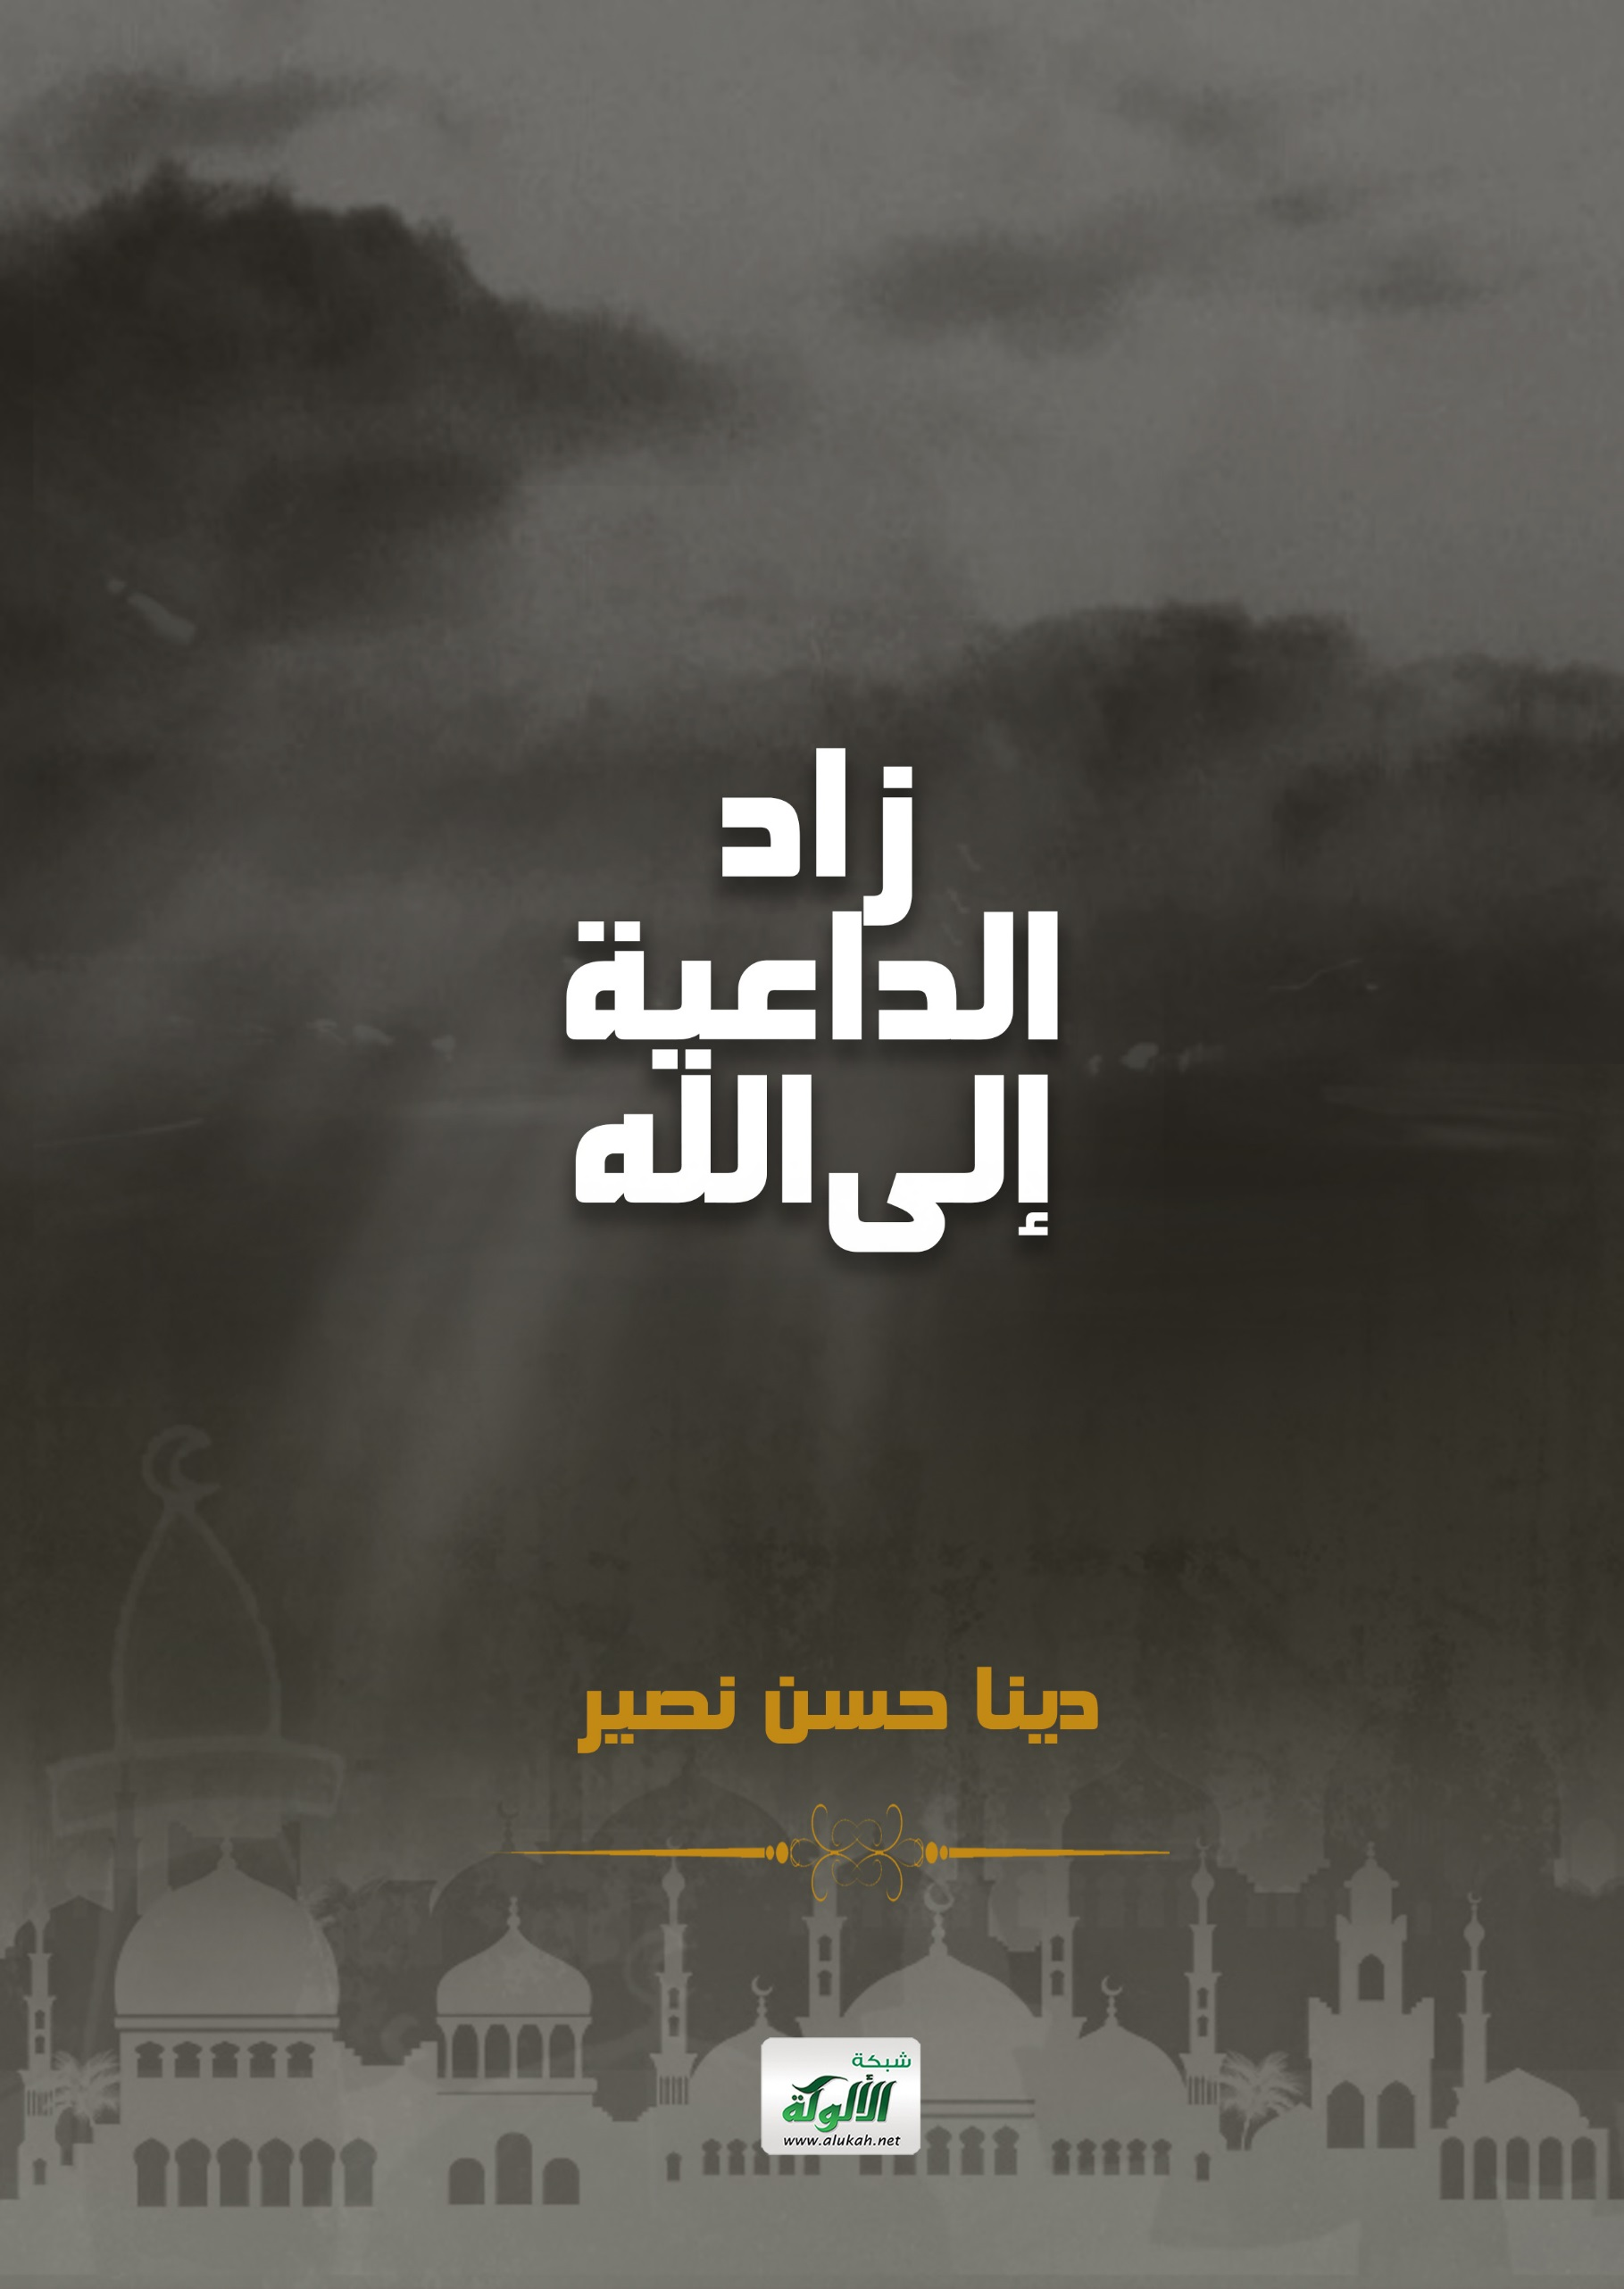 زاد
الداعية
إلى الله
دينا حسن نصير
شبكة
الألوكة
www.alukah.net